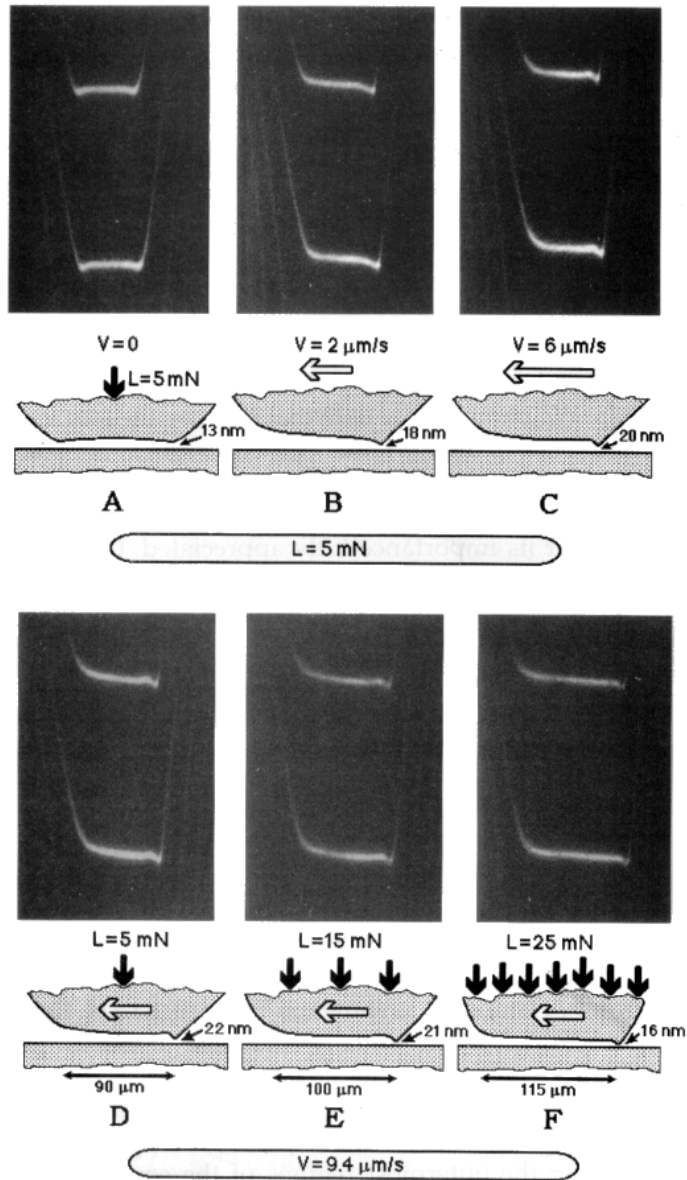 V=0
L=5 mN
13 nm
A
V = 2 μm/s
18 nm
B
V = 6 μm/s
20 nm
C
L = 5 mN
L=5 mN
22 nm
90 μm
D
L=15 mN
21 nm
100 μm
E
L=25 mN
16 nm
115 μm
F
V=9.4 μm/s